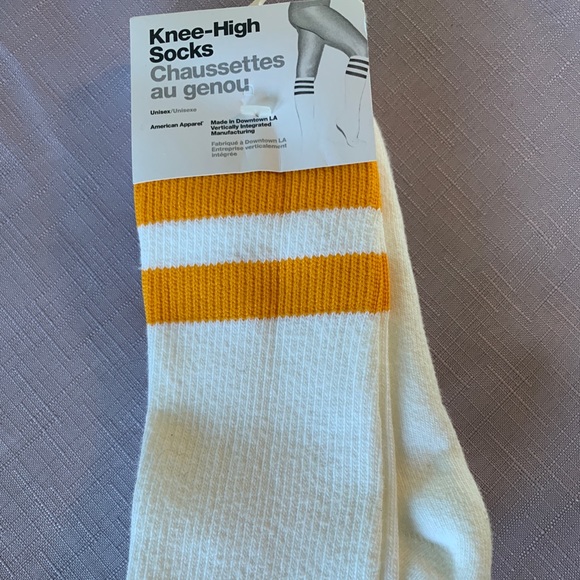 Knee-High
Socks
Chaussettes
au genou
Unisex/Unisexe
American Apparel®
Made in Downtown LA
Vertically Integrated
Manufacturing
Fabriqué à Downtown LA
Entreprise verticalement
intégrée